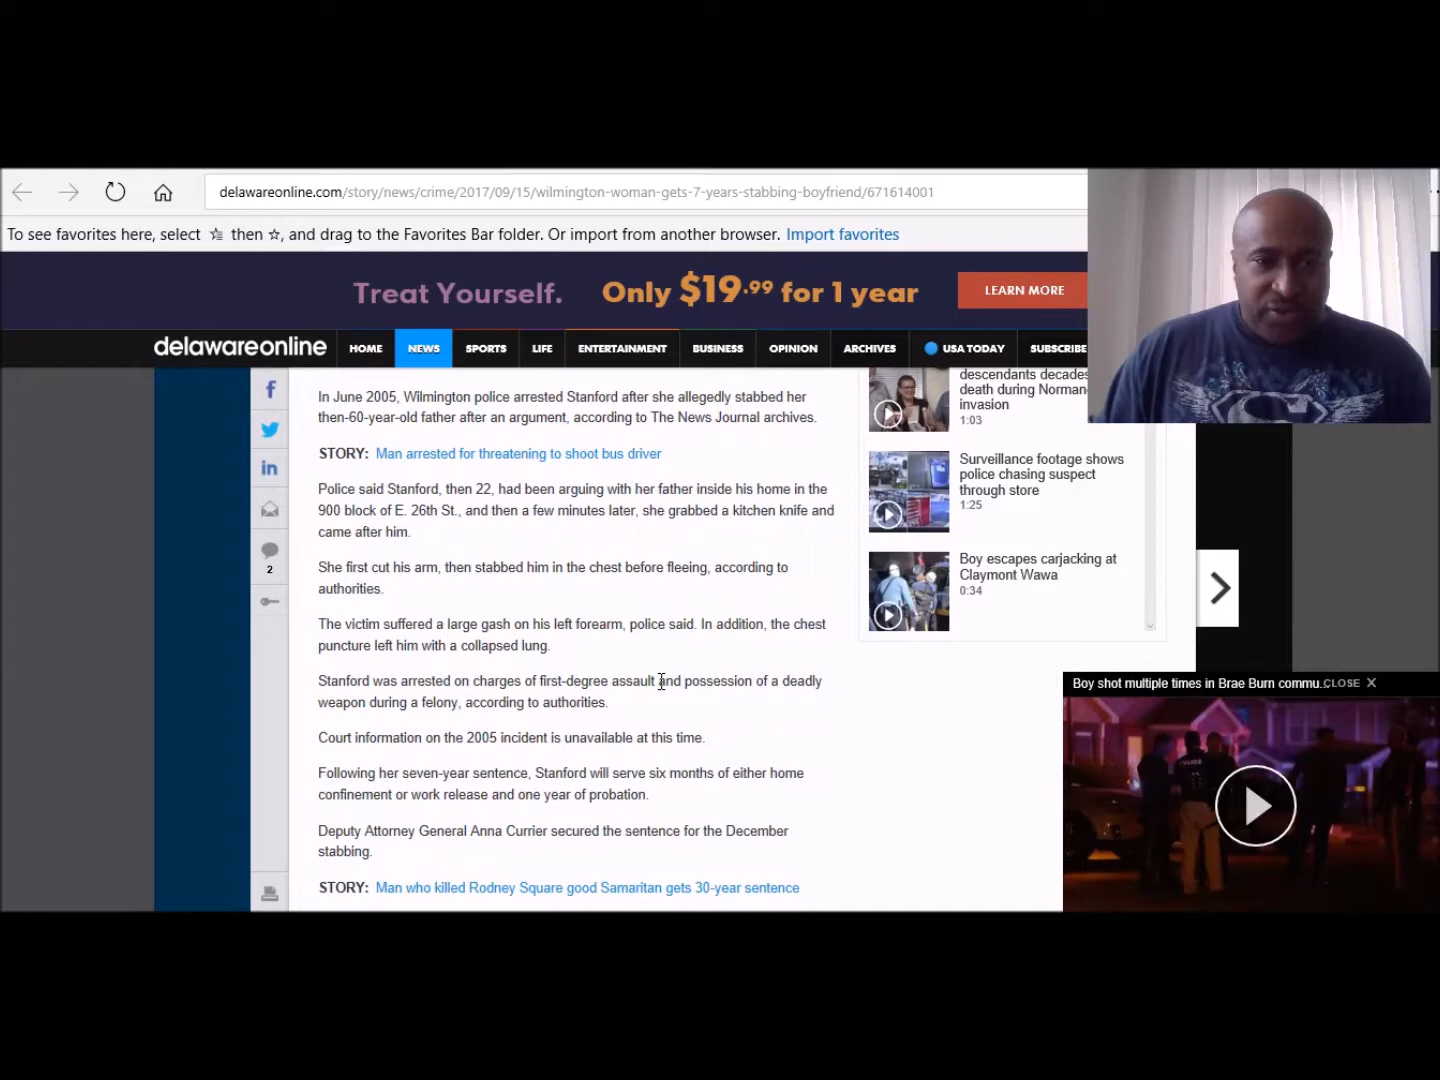 delawareonline.com/story/news/crime/2017/09/15/wilmington-woman-gets-7-years-stabbing-boyfriend/671614001
To see favorites here, select then , and drag to the Favorites Bar folder. Or import from another browser. Import favorites
Treat Yourself. Only $19.99 for 1 year LEARN MORE
delawareonline HOME NEWS SPORTS LIFE ENTERTAINMENT BUSINESS OPINION ARCHIVES USA TODAY SUBSCRIBE
In June 2005, Wilmington police arrested Stanford after she allegedly stabbed her
then-60-year-old father after an argument, according to The News Journal archives.
STORY: Man arrested for threatening to shoot bus driver
Police said Stanford, then 22, had been arguing with her father inside his home in the
900 block of E. 26th St., and then a few minutes later, she grabbed a kitchen knife and
came after him.
She first cut his arm, then stabbed him in the chest before fleeing, according to
authorities.
The victim suffered a large gash on his left forearm, police said. In addition, the chest
puncture left him with a collapsed lung.
Stanford was arrested on charges of first-degree assault and possession of a deadly
weapon during a felony, according to authorities.
Court information on the 2005 incident is unavailable at this time.
Following her seven-year sentence, Stanford will serve six months of either home
confinement or work release and one year of probation.
Deputy Attorney General Anna Currier secured the sentence for the December
stabbing.
STORY: Man who killed Rodney Square good Samaritan gets 30-year sentence
2
descendants decades
death during Norman
invasion
1:03
Surveillance footage shows
police chasing suspect
through store
1:25
Boy escapes carjacking at
Claymont Wawa
0:34
Boy shot multiple times in Brae Burn commu... CLOSE X